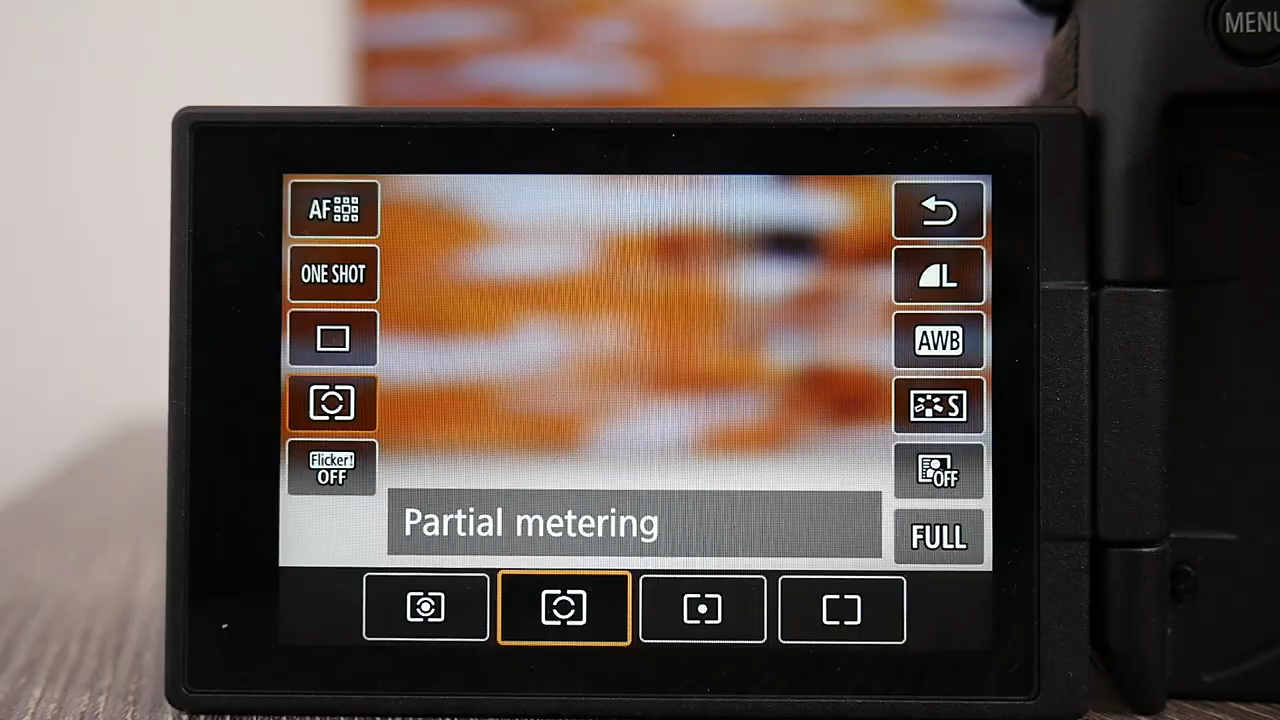 MENU
AF
ONE SHOT
L
AWB
S
Flicker!
OFF
OFF
Partial metering
FULL